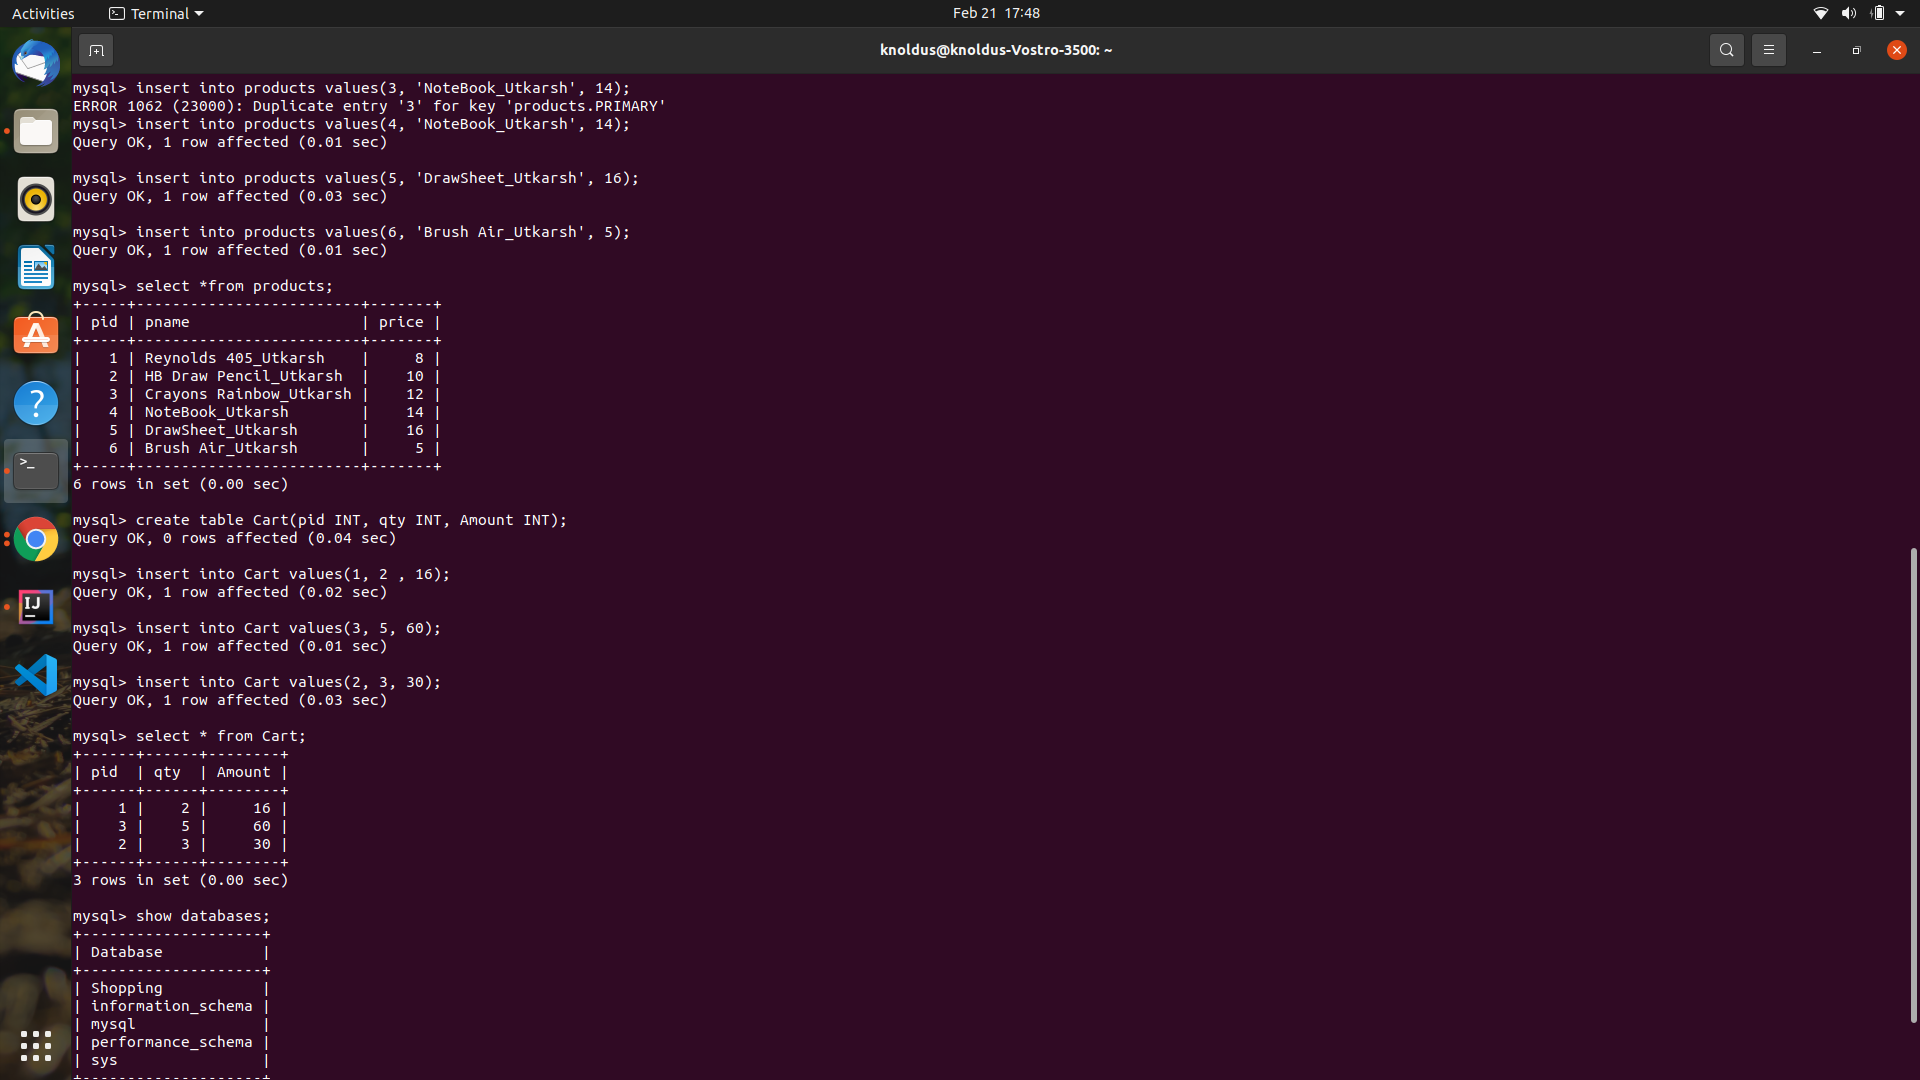 Activities Terminal Feb 21 17:48
knoldus@knoldus-Vostro-3500: ~
mysql> insert into products values(3, 'NoteBook_Utkarsh', 14);
ERROR 1062 (23000): Duplicate entry '3' for key 'products.PRIMARY'
mysql> insert into products values(4, 'NoteBook_Utkarsh', 14);
Query OK, 1 row affected (0.01 sec)

mysql> insert into products values(5, 'DrawSheet_Utkarsh', 16);
Query OK, 1 row affected (0.03 sec)

mysql> insert into products values(6, 'Brush Air_Utkarsh', 5);
Query OK, 1 row affected (0.01 sec)

mysql> select *from products;
+-----+-------------------------+-------+
| pid | pname                   | price |
+-----+-------------------------+-------+
|   1 | Reynolds 405_Utkarsh    |     8 |
|   2 | HB Draw Pencil_Utkarsh  |    10 |
|   3 | Crayons Rainbow_Utkarsh |    12 |
|   4 | NoteBook_Utkarsh        |    14 |
|   5 | DrawSheet_Utkarsh       |    16 |
|   6 | Brush Air_Utkarsh       |     5 |
+-----+-------------------------+-------+
6 rows in set (0.00 sec)

mysql> create table Cart(pid INT, qty INT, Amount INT);
Query OK, 0 rows affected (0.04 sec)

mysql> insert into Cart values(1, 2 , 16);
Query OK, 1 row affected (0.02 sec)

mysql> insert into Cart values(3, 5, 60);
Query OK, 1 row affected (0.01 sec)

mysql> insert into Cart values(2, 3, 30);
Query OK, 1 row affected (0.03 sec)

mysql> select * from Cart;
+------+------+--------+
| pid  | qty  | Amount |
+------+------+--------+
|    1 |    2 |     16 |
|    3 |    5 |     60 |
|    2 |    3 |     30 |
+------+------+--------+
3 rows in set (0.00 sec)

mysql> show databases;
+--------------------+
| Database           |
+--------------------+
| Shopping           |
| information_schema |
| mysql              |
| performance_schema |
| sys                |
+--------------------+